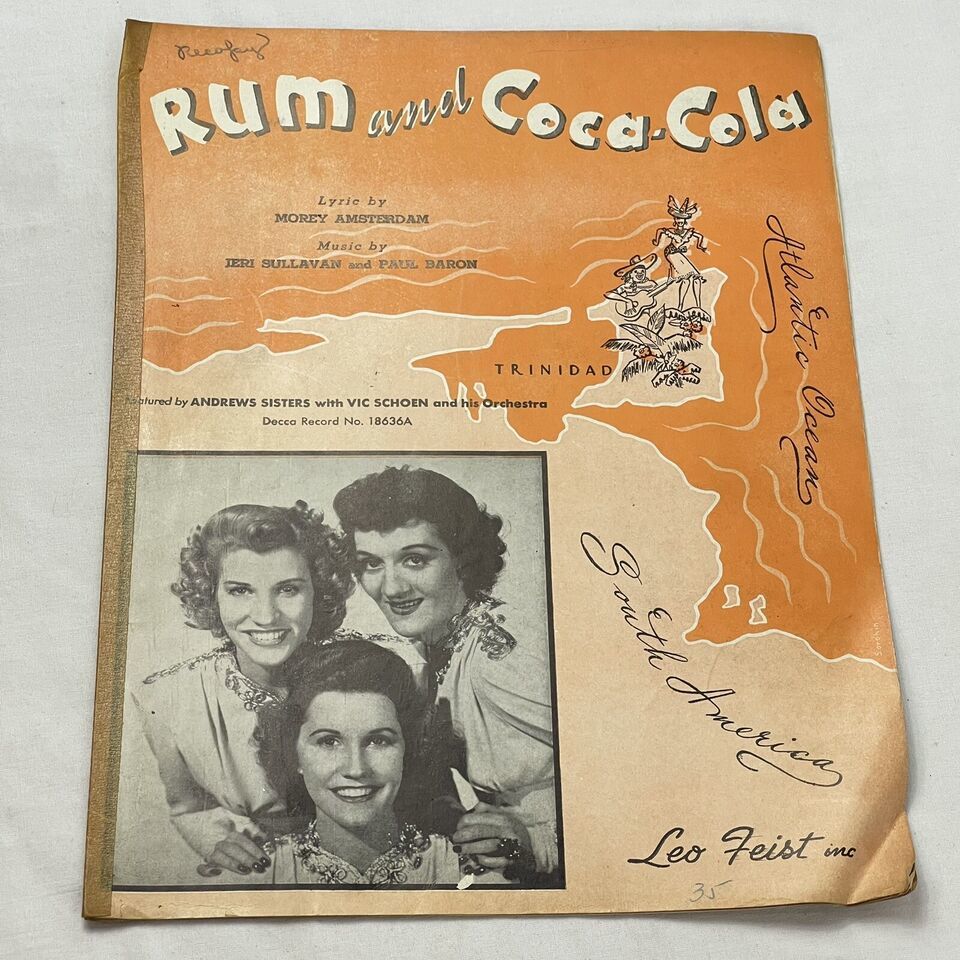 RUM and Coca-Cola
Lyric by
MOREY AMSTERDAM
Music by
JERI SULLAVAN and PAUL BARON
Atlantic Ocean
TRINIDAD
featured by ANDREWS SISTERS with VIC SCHOEN and his Orchestra
Decca Record No. 18636A
South America
Leo Feist inc
35